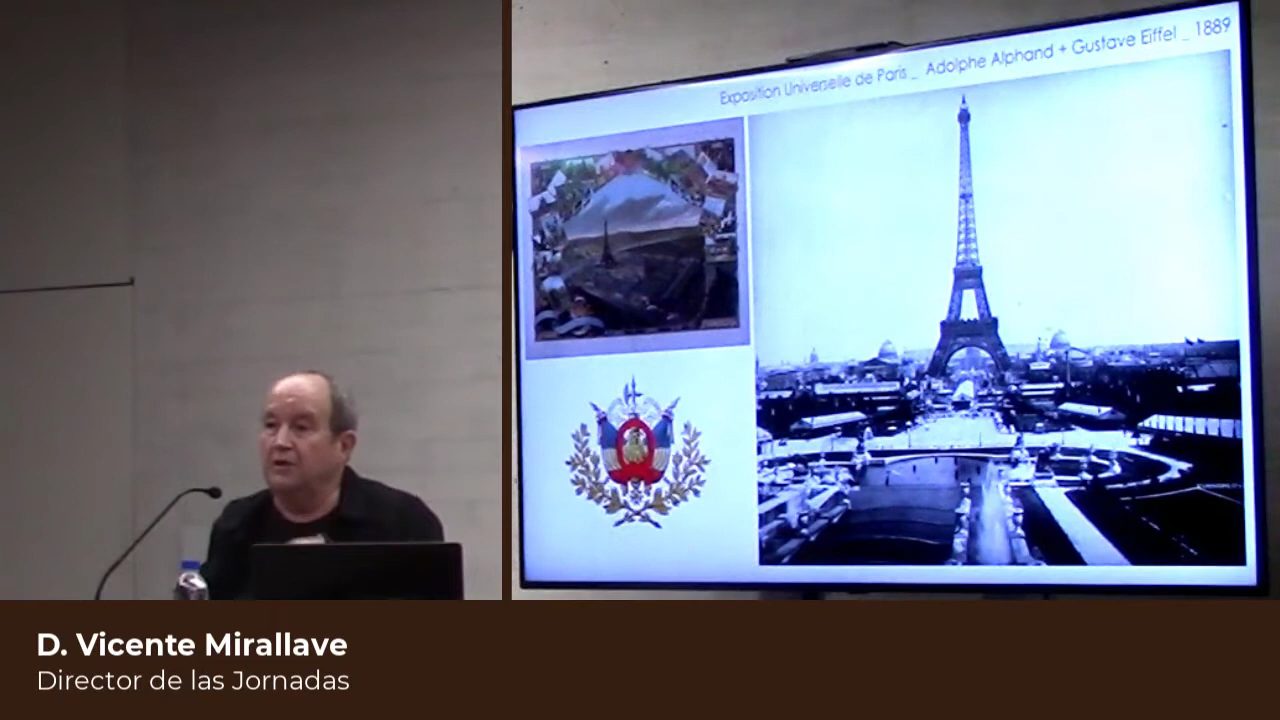 Exposition Universelle de Paris _ Adolphe Alphand + Gustave Eiffel _ 1889
D. Vicente Mirallave
Director de las Jornadas